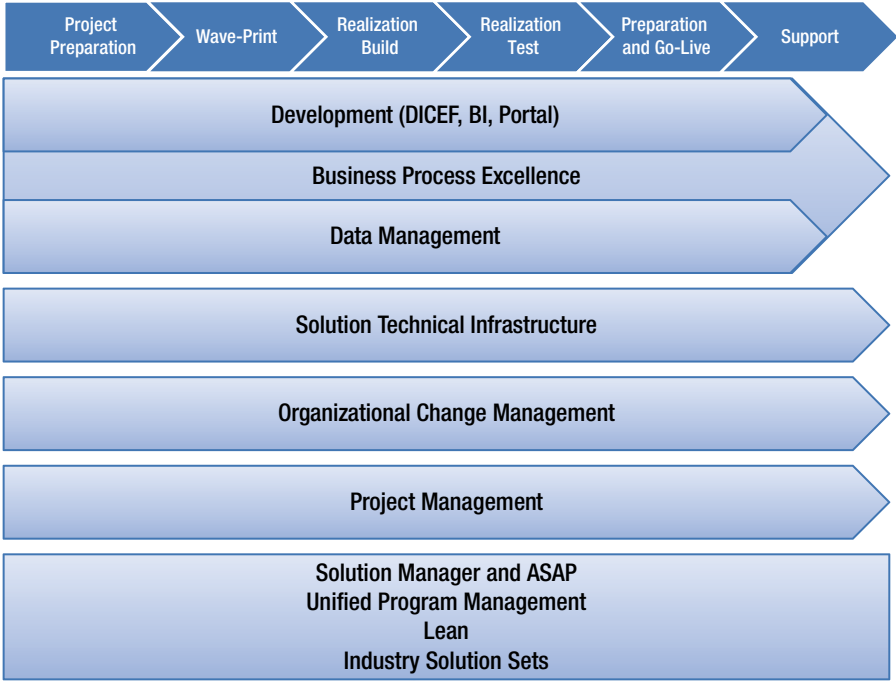 Project
Preparation
Wave-Print
Realization
Build
Realization
Test
Preparation
and Go-Live
Support
Development (DICEF, BI, Portal)
Business Process Excellence
Data Management
Solution Technical Infrastructure
Organizational Change Management
Project Management
Solution Manager and ASAP
Unified Program Management
Lean
Industry Solution Sets